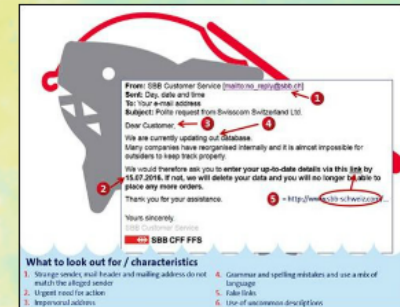 From: SBB Customer Service [mailto:no_reply@sbb.ch]
1
Sent: Day, date and time
To: Your e-mail address
Subject: Polite request from Swisscom Switzerland Ltd.
Dear Customer,
3
4
We are currently updating out database.
Many companies have reorganised internally and it is almost impossible for
outsiders to keep track properly.
2
We would therefore ask you to enter your up-to-date details via this link by
15.07.2016. If not, we will delete your data and you will no longer be able to
place any more orders.
Thank you for your assistance.
5
= http://www.sbb-schweiz.com/...
Yours sincerely,
SBB Customer Service
SBB CFF FFS
What to look out for / characteristics
1. Strange sender, mail header and mailing address do not
match the alleged sender
2. Urgent need for action
3. Impersonal address
4. Grammar and spelling mistakes and use a mix of
language
5. Fake links
6. Use of uncommon descriptions